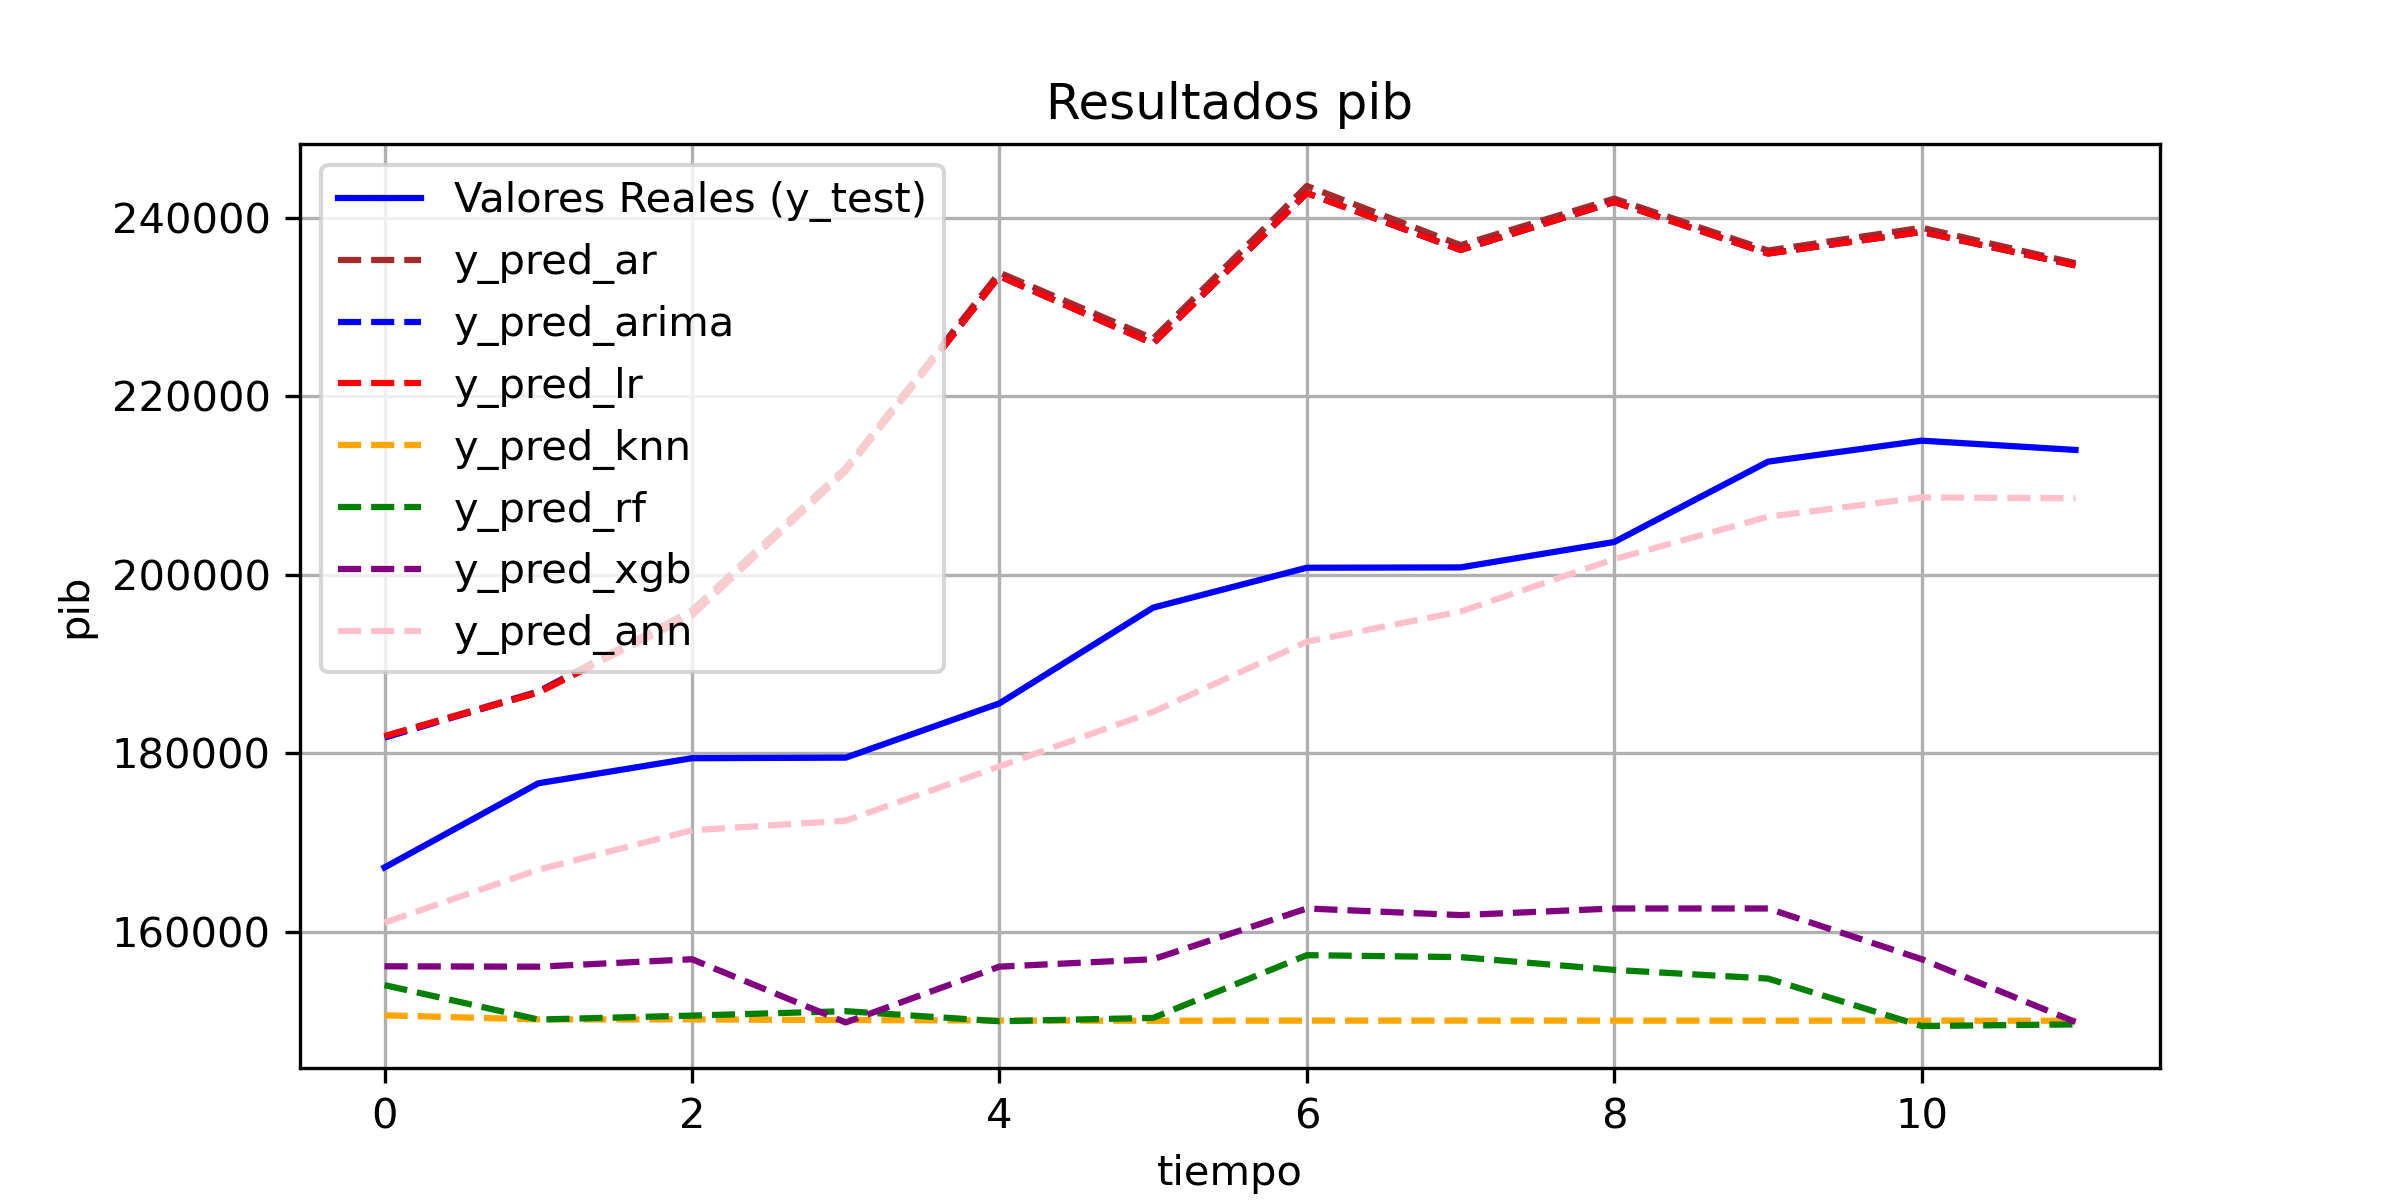 Resultados pib
Valores Reales (y_test)
y_pred_ar
y_pred_arima
y_pred_lr
y_pred_knn
y_pred_rf
y_pred_xgb
y_pred_ann
240000
220000
200000
180000
160000
pib
0 2 4 6 8 10
tiempo